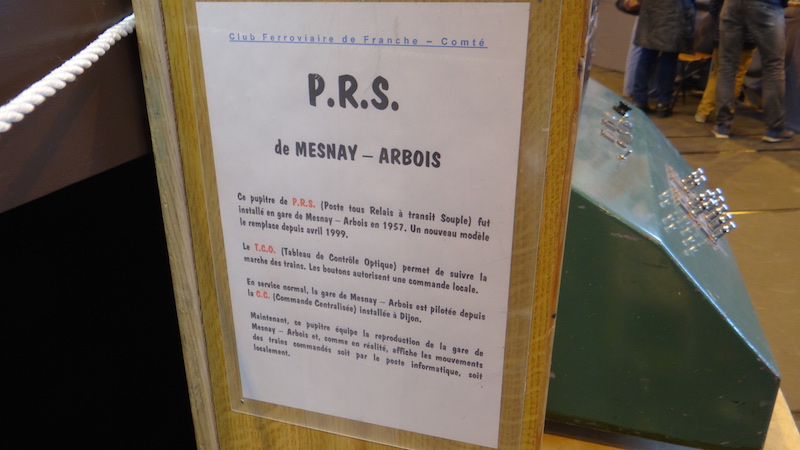 Club Ferroviaire de Franche – Comté
P.R.S.
de MESNAY – ARBOIS
Ce pupitre de P.R.S. (Poste tous Relais à transit Souple) fut
installé en gare de Mesnay – Arbois en 1957. Un nouveau modèle
le remplace depuis avril 1999.
Le T.C.O. (Tableau de Contrôle Optique) permet de suivre la
marche des trains. Les boutons autorisent une commande locale.
En service normal, la gare de Mesnay – Arbois est pilotée depuis
la C.C. (Commande Centralisée) installée à Dijon.
Maintenant, ce pupitre équipe la reproduction de la gare de
Mesnay – Arbois et, comme en réalité, affiche les mouvements
des trains commandés soit par le poste informatique, soit
localement.